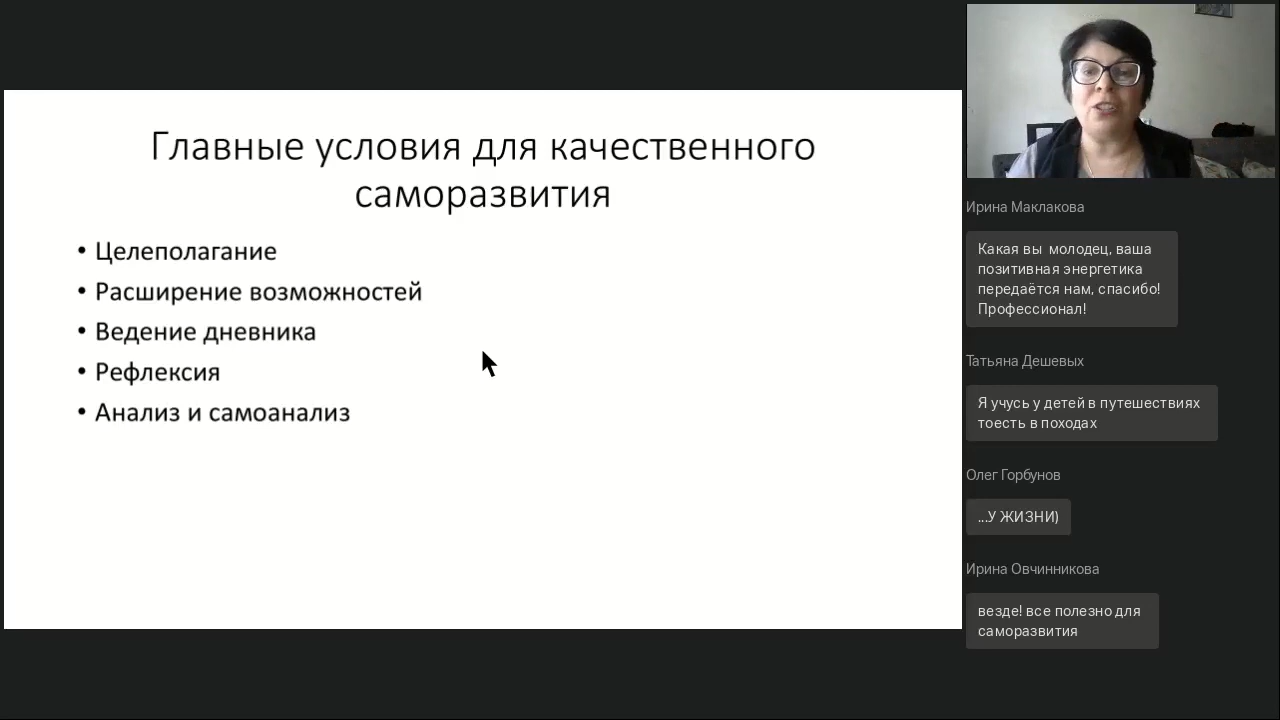 Главные условия для качественного
саморазвития
• Целеполагание
• Расширение возможностей
• Ведение дневника
• Рефлексия
• Анализ и самоанализ
Ирина Маклакова
Какая вы молодец, ваша
позитивная энергетика
передаётся нам, спасибо!
Профессионал!
Татьяна Дешевых
Я учусь у детей в путешествиях
тоесть в походах
Олег Горбунов
...У ЖИЗНИ)
Ирина Овчинникова
везде! все полезно для
саморазвития